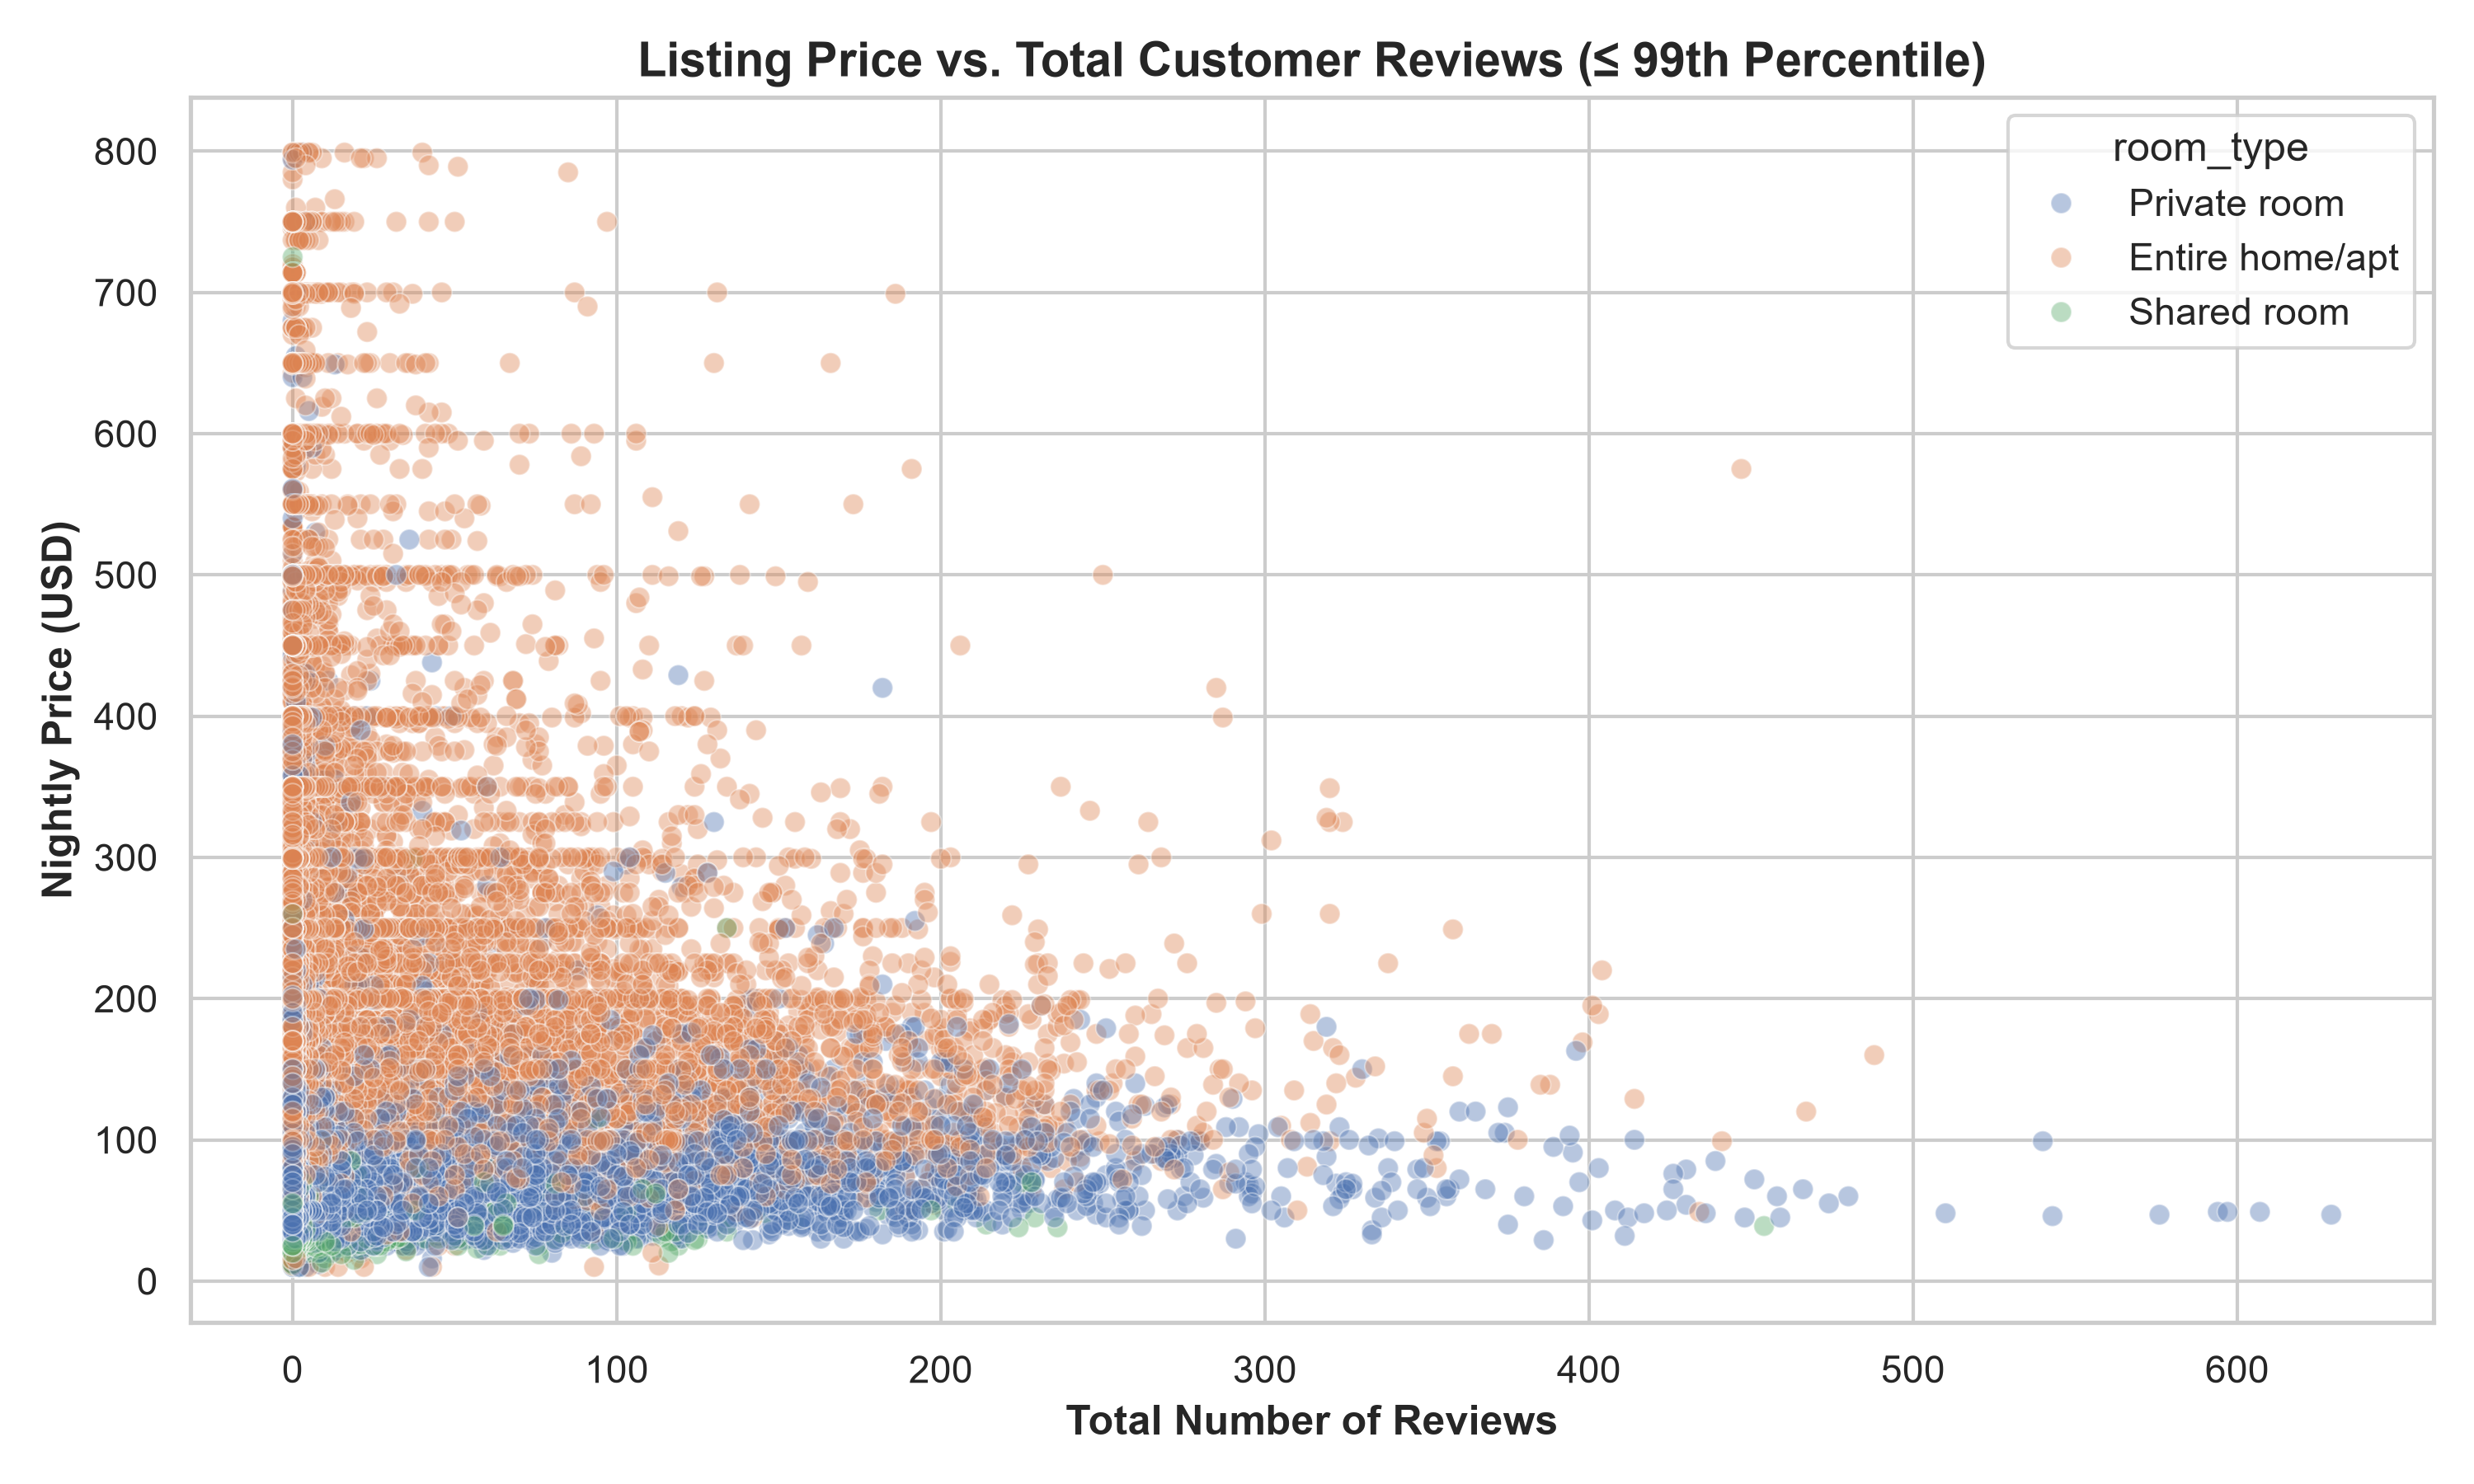 Listing Price vs. Total Customer Reviews (≤ 99th Percentile)
room_type
Private room
Entire home/apt
Shared room
Nightly Price (USD)
800
700
600
500
400
300
200
100
0
0 100 200 300 400 500 600
Total Number of Reviews